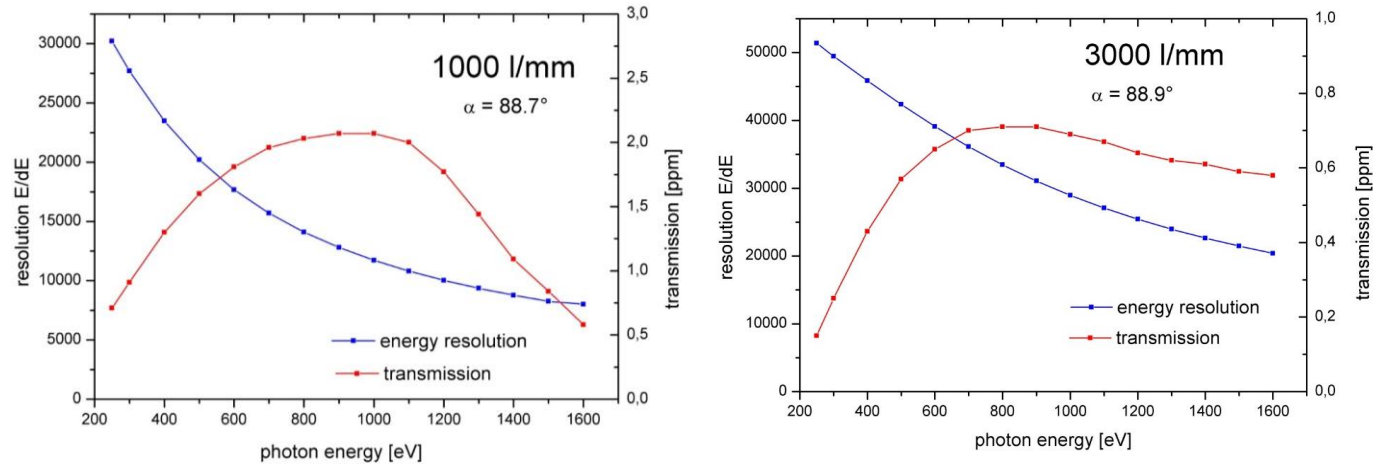 1000 l/mm
α = 88.7°
resolution E/dE
30000
25000
20000
15000
10000
5000
0
3,0
2,5
2,0
1,5
1,0
0,5
0,0
transmission [ppm]
energy resolution
transmission
200 400 600 800 1000 1200 1400 1600
photon energy [eV]
3000 l/mm
α = 88.9°
resolution E/dE
50000
40000
30000
20000
10000
0
1,0
0,8
0,6
0,4
0,2
0,0
transmission [ppm]
energy resolution
transmission
200 400 600 800 1000 1200 1400 1600
photon energy [eV]